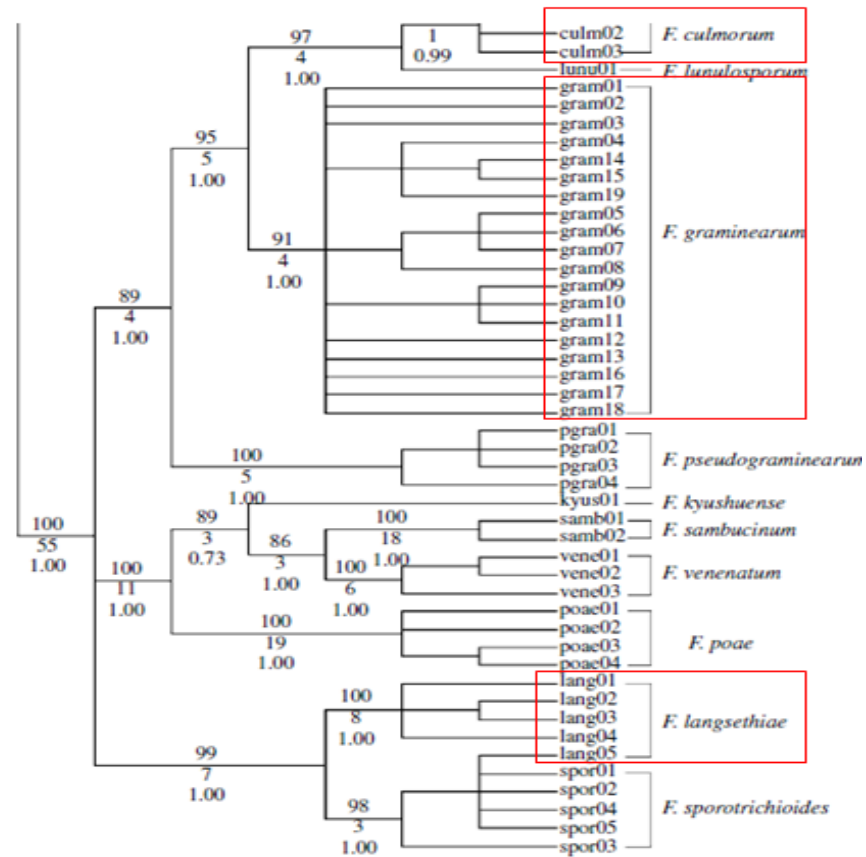 97 1 culm02 F. culmorum
4 0.99 culm03
1.00 lunu01 F. lunulosporum
gram01
gram02
gram03
95 gram04
5 gram14
1.00 gram15
gram19
gram05
91 gram06 F. graminearum
4 gram07
1.00 gram08
89 gram09
4 gram10
1.00 gram11
gram12
gram13
gram16
gram17
gram18
pgra01
100 pgra02 F. pseudograminearum
5 pgra03
1.00 pgra04
kyus01 F. kyushuense
100 89 100 samb01 F. sambucinum
55 3 86 18 samb02
1.00 0.73 3 1.00
100 1.00 100 vene01 F. venenatum
11 6 vene02
1.00 1.00 vene03
100 poae01
19 poae02 F. poae
1.00 poae03
poae04
100 lang01
8 lang02 F. langsethiae
1.00 lang03
lang04
99 lang05
7 spor01
1.00 spor02 F. sporotrichioides
98 spor04
3 spor05
1.00 spor03